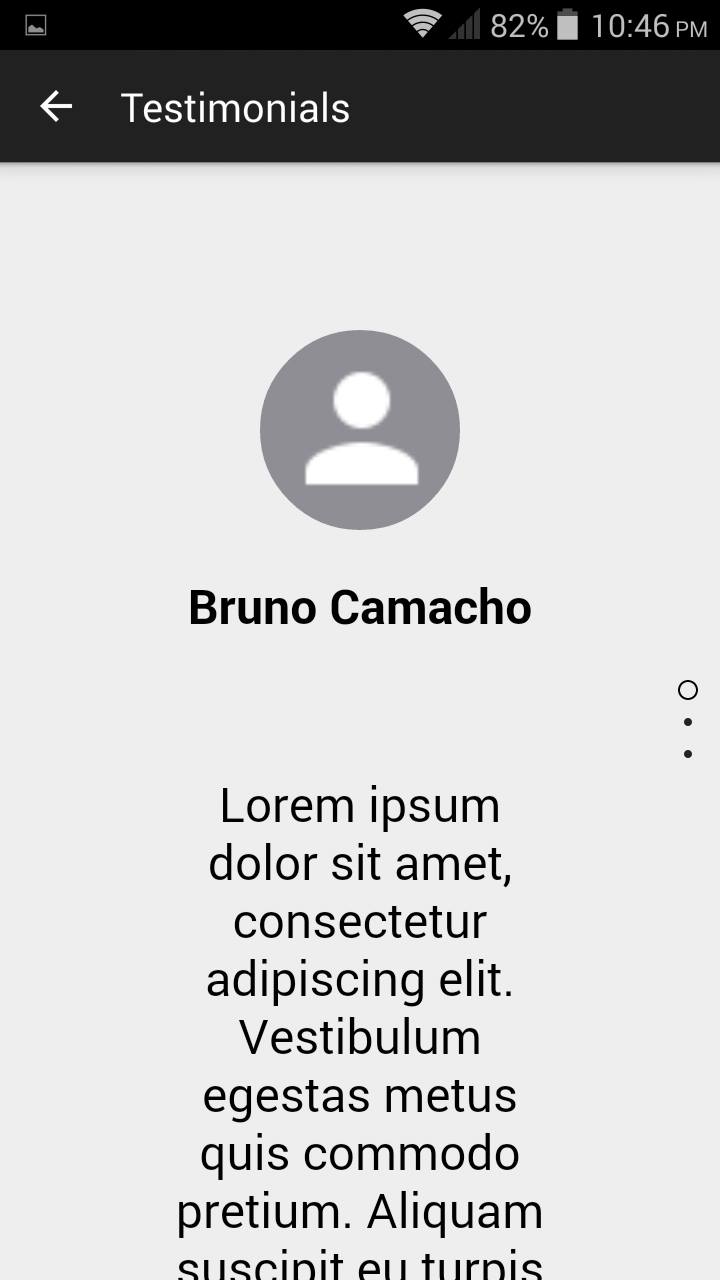 82% 10:46 PM
Testimonials
Bruno Camacho
Lorem ipsum
dolor sit amet,
consectetur
adipiscing elit.
Vestibulum
egestas metus
quis commodo
pretium. Aliquam
suscipit eu turpis